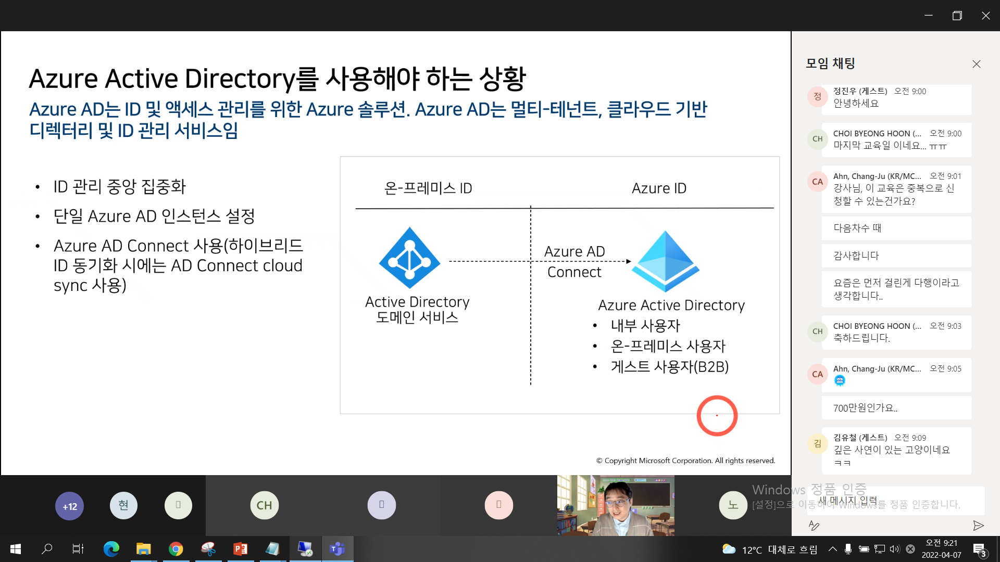 Azure Active Directory를 사용해야 하는 상황
Azure AD는 ID 및 액세스 관리를 위한 Azure 솔루션. Azure AD는 멀티-테넌트, 클라우드 기반
디렉터리 및 ID 관리 서비스임
• ID 관리 중앙 집중화
• 단일 Azure AD 인스턴스 설정
• Azure AD Connect 사용(하이브리드
ID 동기화 시에는 AD Connect cloud
sync 사용)
온-프레미스 ID
Azure ID
Azure AD
Connect
Active Directory
도메인 서비스
Azure Active Directory
• 내부 사용자
• 온-프레미스 사용자
• 게스트 사용자(B2B)
© Copyright Microsoft Corporation. All rights reserved.
모임 채팅
정
정진우 (게스트) 오전 9:00
안녕하세요
CH
CHOI BYEONG HOON (... 오전 9:00
마지막 교육일 이네요... ㅠㅠ
CA
Ahn, Chang-Ju (KR/MC... 오전 9:01
강사님, 이 교육은 중복으로 신
청할 수 있는건가요?
다음차수 때
감사합니다
요즘은 먼저 걸린게 다행이라고
생각합니다..
CH
CHOI BYEONG HOON (... 오전 9:03
축하드립니다.
CA
Ahn, Chang-Ju (KR/MC... 오전 9:05
700만원인가요..
김
김유철 (게스트) 오전 9:09
깊은 사연이 있는 고양이네요
ㅋㅋ
새 메시지 입력
Windows 정품 인증
[설정]으로 이동하여 Windows를 정품 인증합니다.
+12
현
CH
노
12°C 대체로 흐림
오전 9:21
2022-04-07
3